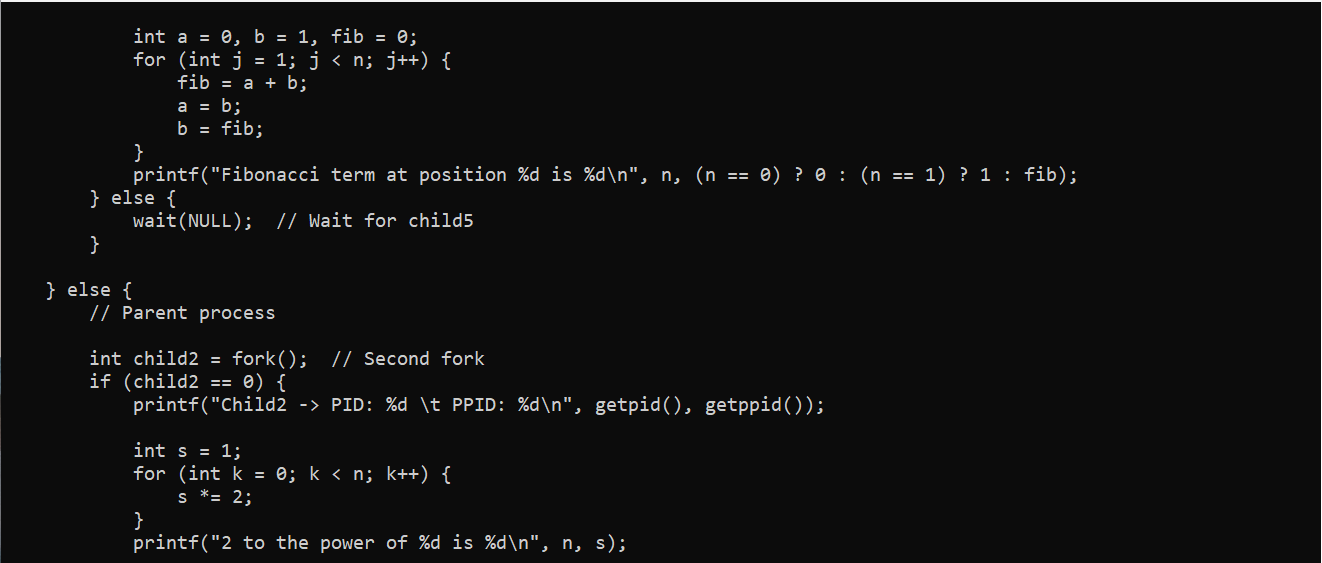 int a = 0, b = 1, fib = 0;
for (int j = 1; j < n; j++) {
fib = a + b;
a = b;
b = fib;
}
printf("Fibonacci term at position %d is %d\n", n, (n == 0) ? 0 : (n == 1) ? 1 : fib);
} else {
wait(NULL);  // Wait for child5
}
} else {
// Parent process
int child2 = fork();  // Second fork
if (child2 == 0) {
printf("Child2 -> PID: %d \t PPID: %d\n", getpid(), getppid());
int s = 1;
for (int k = 0; k < n; k++) {
s *= 2;
}
printf("2 to the power of %d is %d\n", n, s);